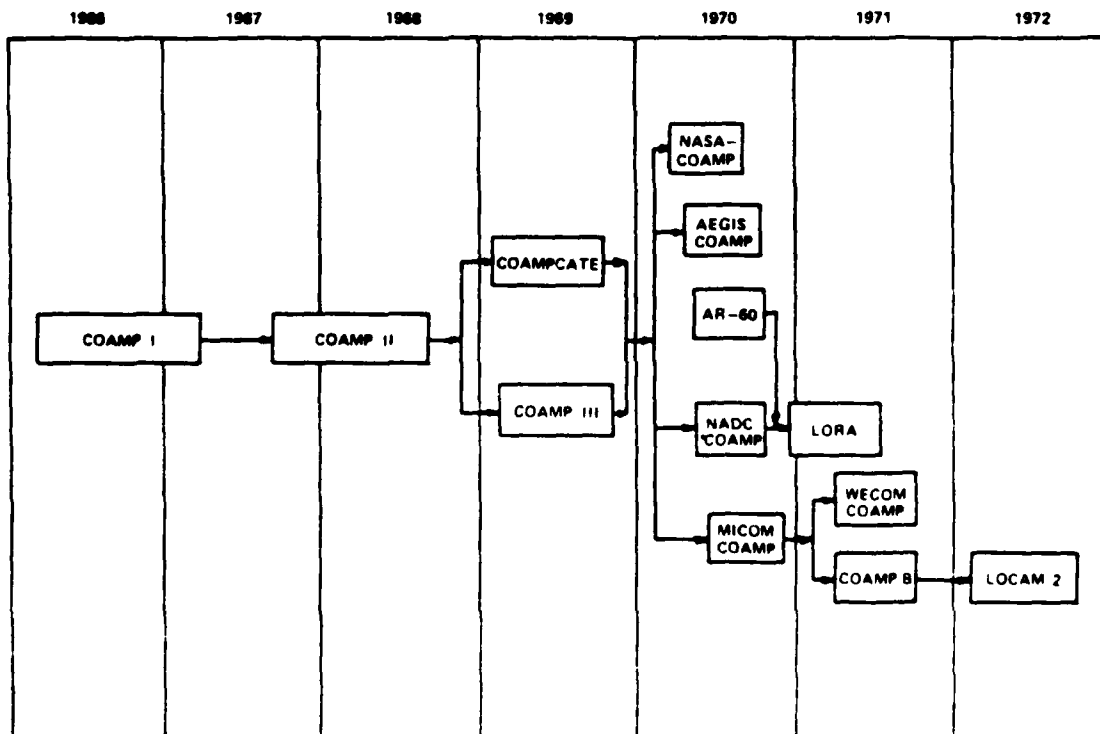 1966 1967 1968 1969 1970 1971 1972
NASA-
COAMP
AEGIS
COAMP
COAMPCATE
AR-60
COAMP I
COAMP II
COAMP III
NADC
COAMP
LORA
WECOM
COAMP
MICOM
COAMP
COAMP B
LOCAM 2